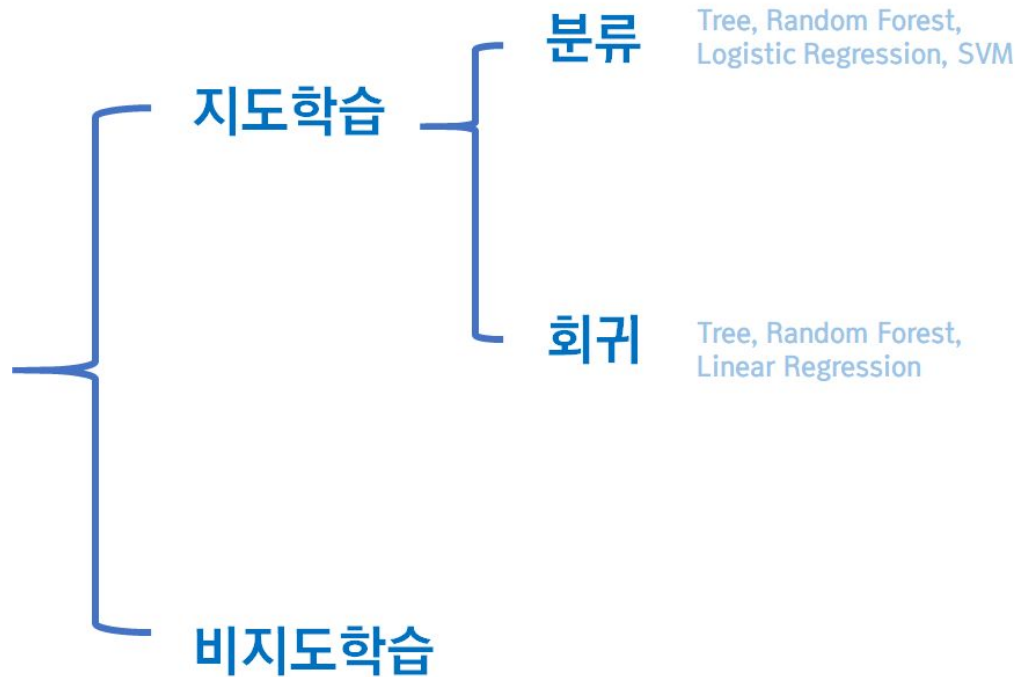 분류
Tree, Random Forest,
Logistic Regression, SVM
지도학습
회귀
Tree, Random Forest,
Linear Regression
비지도학습